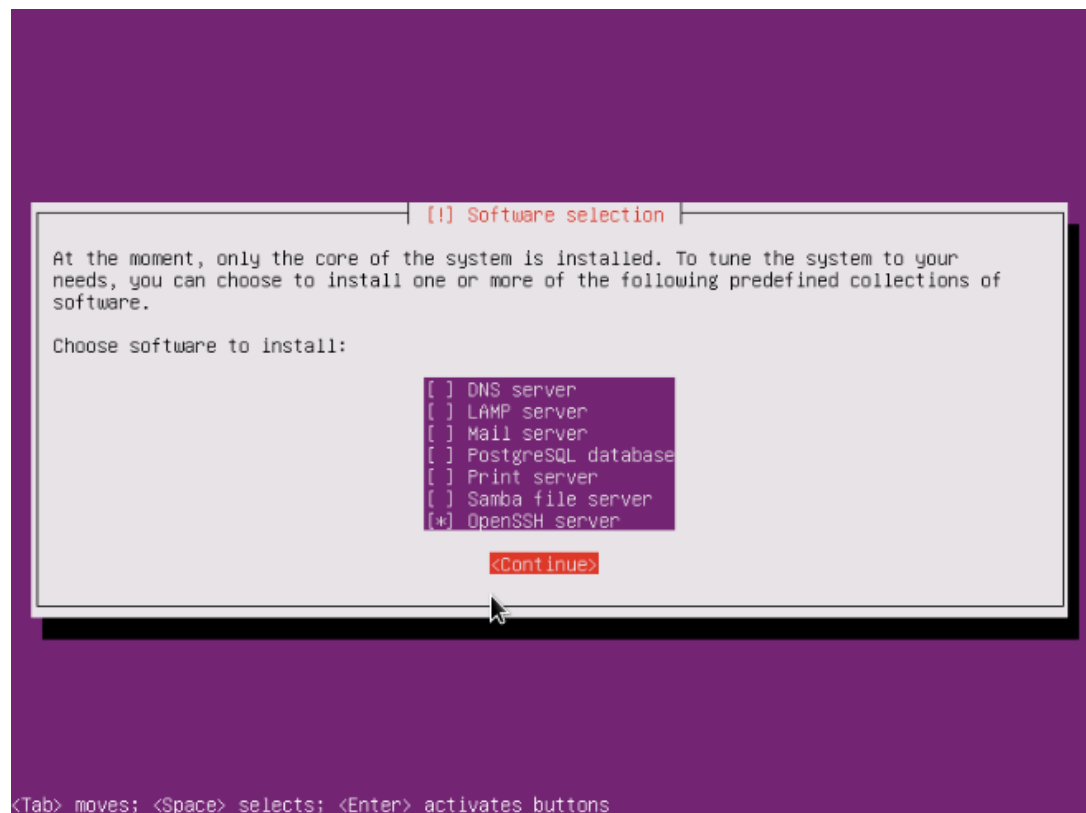 [!] Software selection
At the moment, only the core of the system is installed. To tune the system to your
needs, you can choose to install one or more of the following predefined collections of
software.
Choose software to install:
[ ] DNS server
[ ] LAMP server
[ ] Mail server
[ ] PostgreSQL database
[ ] Print server
[ ] Samba file server
[*] OpenSSH server
<Continue>
<Tab> moves; <Space> selects; <Enter> activates buttons